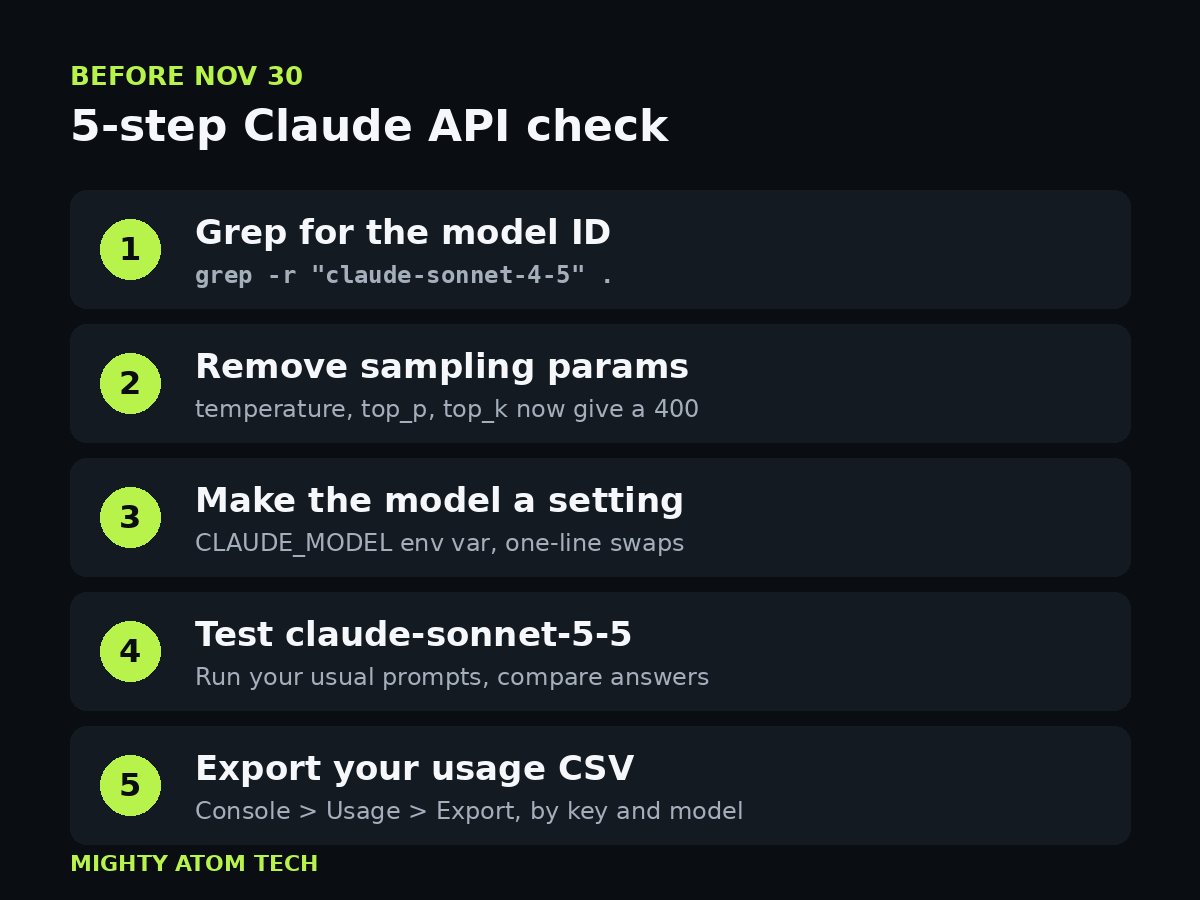 BEFORE NOV 30
5-step Claude API check
1
Grep for the model ID
grep -r "claude-sonnet-4-5" .
2
Remove sampling params
temperature, top_p, top_k now give a 400
3
Make the model a setting
CLAUDE_MODEL env var, one-line swaps
4
Test claude-sonnet-5-5
Run your usual prompts, compare answers
5
Export your usage CSV
Console > Usage > Export, by key and model
MIGHTY ATOM TECH